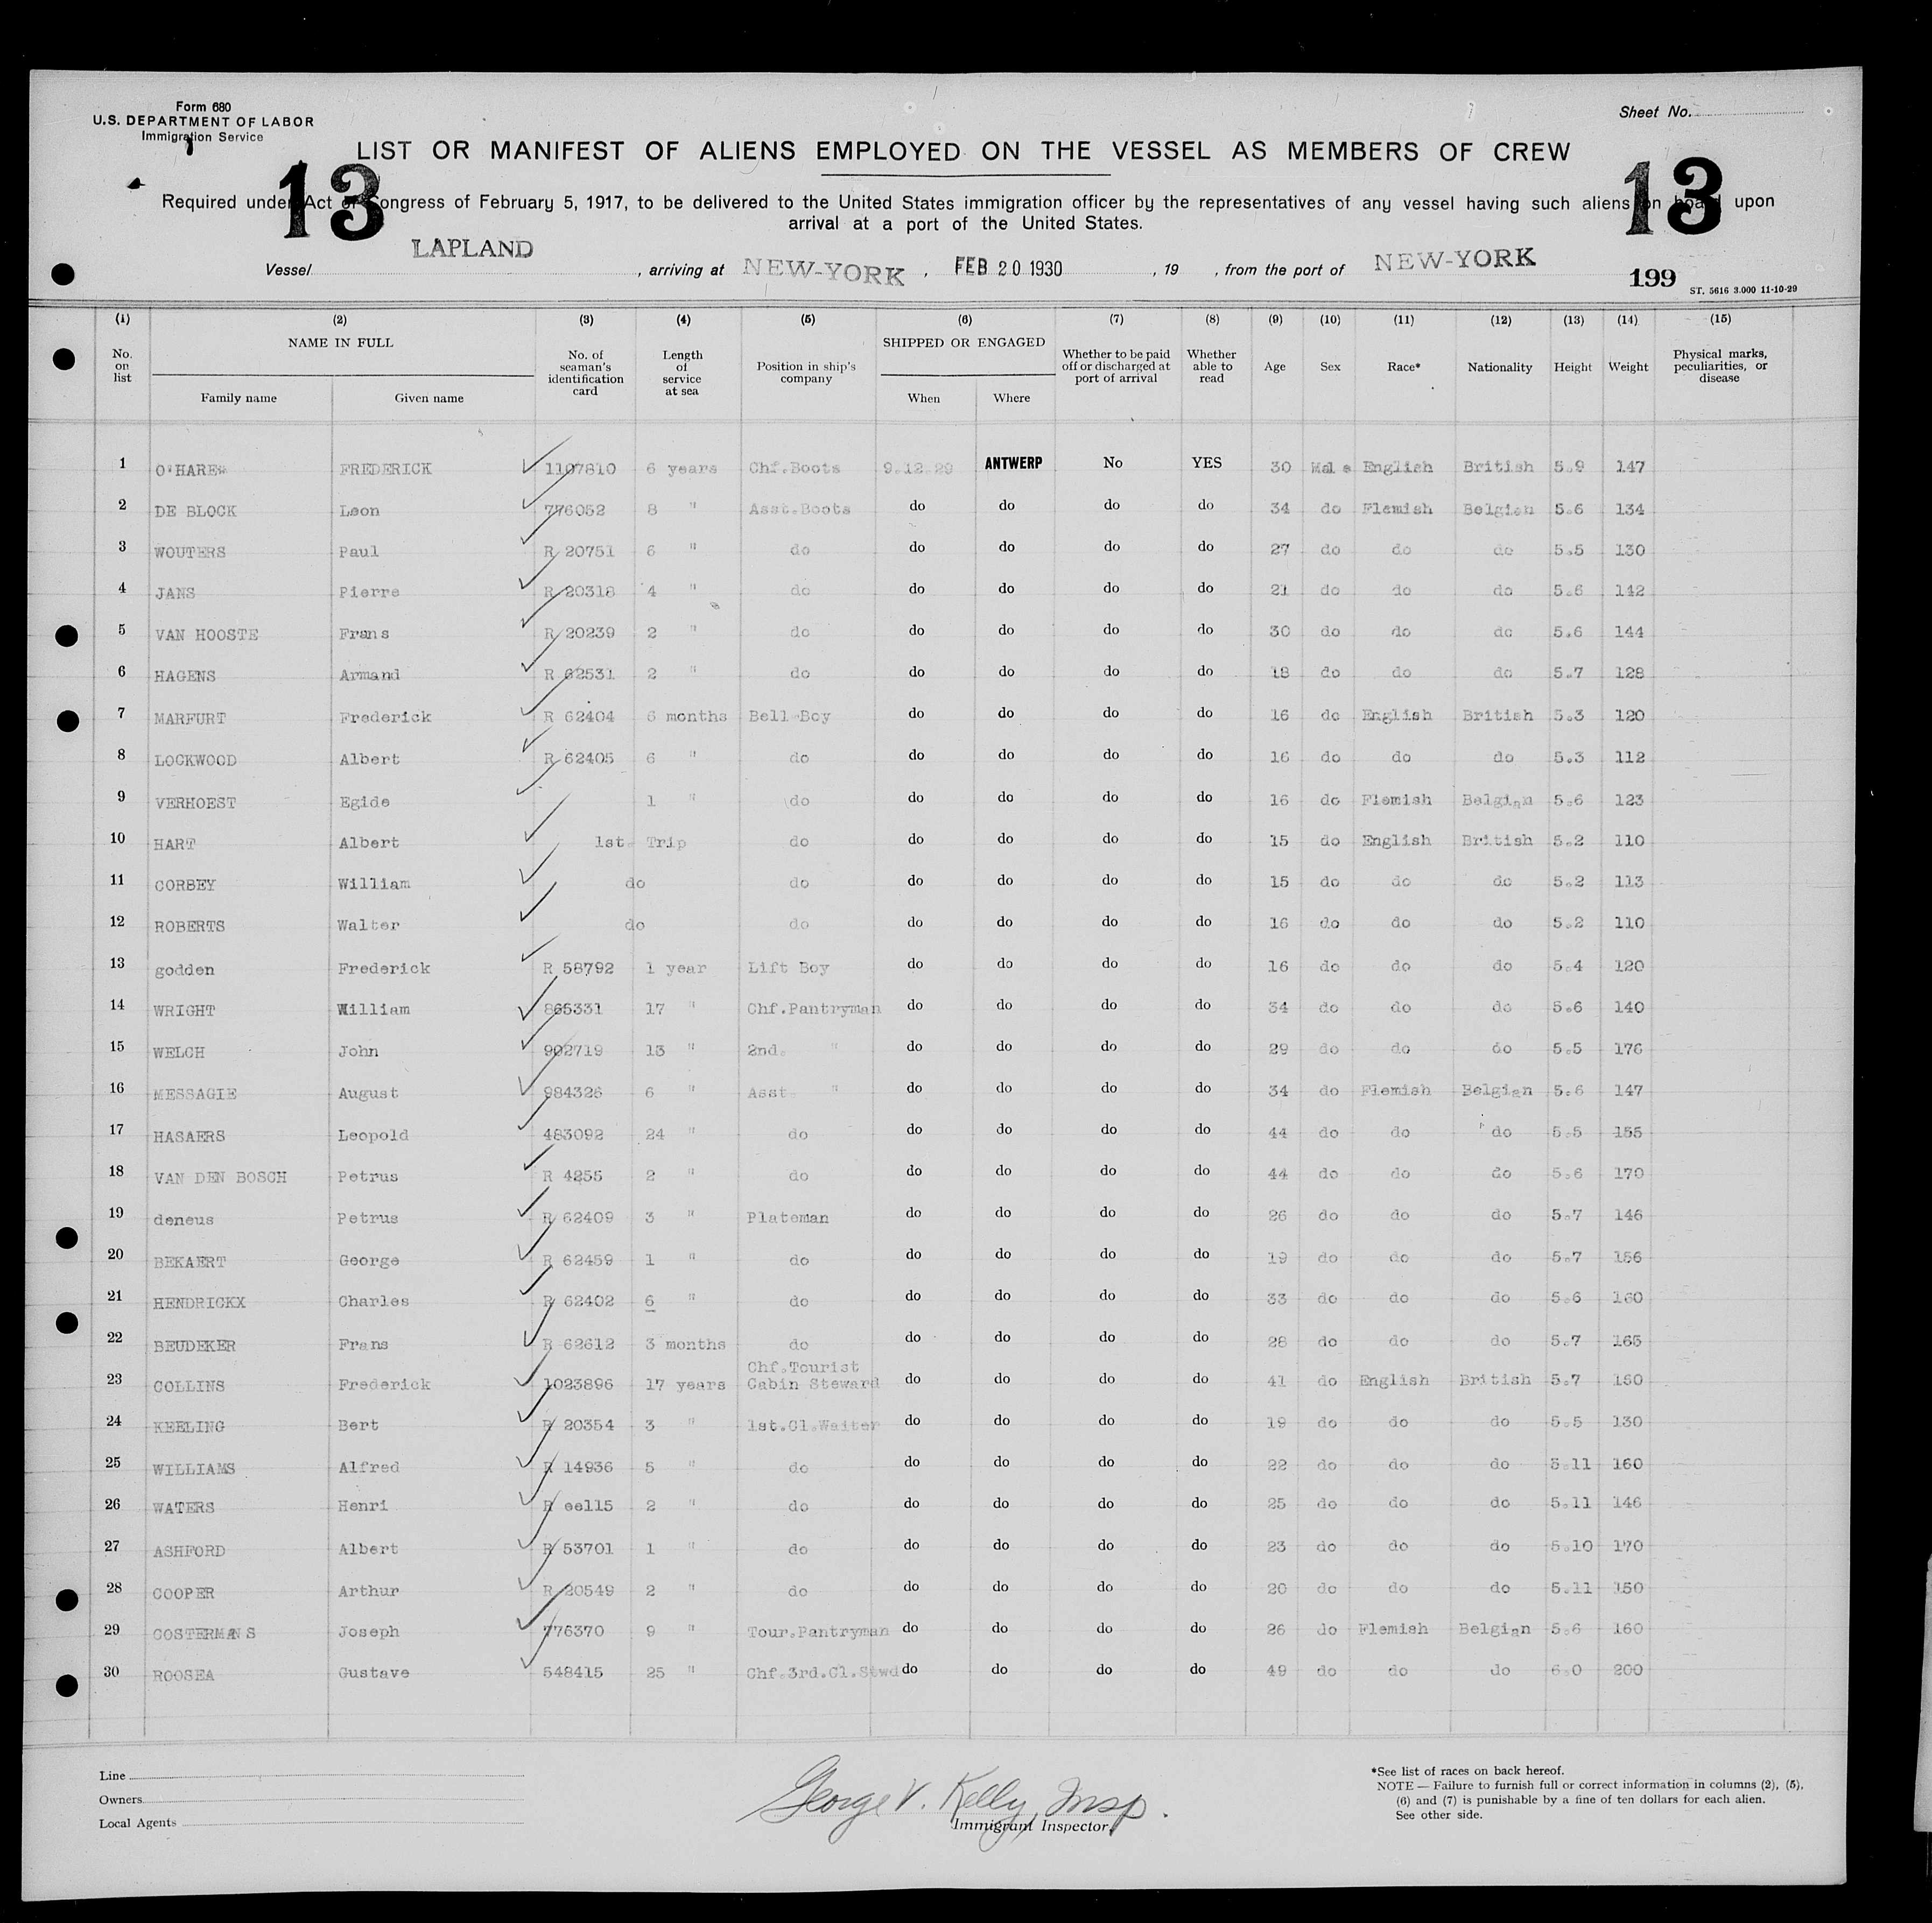 Form 680
U.S. DEPARTMENT OF LABOR
Immigration Service
Sheet No.
LIST OR MANIFEST OF ALIENS EMPLOYED ON THE VESSEL AS MEMBERS OF CREW
13 13
Required under Act of Congress of February 5, 1917, to be delivered to the United States immigration officer by the representatives of any vessel having such aliens on board upon
arrival at a port of the United States.
Vessel LAPLAND, arriving at NEW-YORK, FEB 20 1930, 19 , from the port of NEW-YORK
199 ST. 5616 3.000 11-10-29
(1) (2) (3) (4) (5) (6) (7) (8) (9) (10) (11) (12) (13) (14) (15)
No. on list NAME IN FULL Family name Given name No. of seaman's identification card Length of service at sea Position in ship's company SHIPPED OR ENGAGED When Where Whether to be paid off or discharged at port of arrival Whether able to read Age Sex Race* Nationality Height Weight Physical marks, peculiarities, or disease
1 O'HARE FREDERICK 1107810 6 years Chf.Boots 9.12.29 ANTWERP No YES 30 Male English British 5.9 147
2 DE BLOCK Leon 776052 8 " Asst.Boots do do do do 34 do Flemish Belgian 5.6 134
3 WOUTERS Paul R 20751 6 " do do do do do 27 do do do 5.5 130
4 JANS Pierre R 20318 4 " do do do do do 21 do do do 5.6 142
5 VAN HOOSTE Frans R 20239 2 " do do do do do 30 do do do 5.6 144
6 HAGENS Armand R 62531 2 " do do do do do 18 do do do 5.7 128
7 MARFURT Frederick R 62404 6 months Bell Boy do do do do 16 do English British 5.3 120
8 LOCKWOOD Albert R 62405 6 " do do do do do 16 do do do 5.3 112
9 VERHOEST Egide 1 " do do do do do 16 do Flemish Belgian 5.6 123
10 HART Albert 1st. Trip do do do do do 15 do English British 5.2 110
11 CORBEY William do do do do do do 15 do do do 5.2 113
12 ROBERTS Walter do do do do do do 16 do do do 5.2 110
13 godden Frederick R 58792 1 year Lift Boy do do do do 16 do do do 5.4 120
14 WRIGHT William 865331 17 " Chf.Pantryman do do do do 34 do do do 5.6 140
15 WELCH John 902719 13 " 2nd. " do do do do 29 do do do 5.5 176
16 MESSAGIE August 984326 6 " Asst " do do do do 34 do Flemish Belgian 5.6 147
17 HASAERS Leopold 483092 24 " do do do do do 44 do do do 5.5 155
18 VAN DEN BOSCH Petrus R 4255 2 " do do do do do 44 do do do 5.6 170
19 deneus Petrus R 62409 3 " Plateman do do do do 26 do do do 5.7 146
20 BEKAERT George R 62459 1 " do do do do do 19 do do do 5.7 156
21 HENDRICKX Charles R 62402 6 " do do do do do 33 do do do 5.6 160
22 BEUDEKER Frans R 62612 3 months do do do do do 28 do do do 5.7 165
23 COLLINS Frederick 1023896 17 years Chf.Tourist Cabin Steward do do do do 41 do English British 5.7 150
24 KEELING Bert R 20354 3 " 1st.Cl.Waiter do do do do 19 do do do 5.5 130
25 WILLIAMS Alfred R 14936 5 " do do do do do 22 do do do 5.11 160
26 WATERS Henri R ee115 2 " do do do do do 25 do do do 5.11 146
27 ASHFORD Albert R 53701 1 " do do do do do 23 do do do 5.10 170
28 COOPER Arthur R 20549 2 " do do do do do 20 do do do 5.11 150
29 COSTERMANS Joseph 776370 9 " Tour.Pantryman do do do do 26 do Flemish Belgian 5.6 160
30 ROOSEA Gustave 548415 25 " Chf.3rd.Cl.Stwd do do do do 49 do do do 6.0 200
Line
Owners
Local Agents
George V. Kelly, Insp.
Immigrant Inspector
*See list of races on back hereof.
NOTE — Failure to furnish full or correct information in columns (2), (5),
(6) and (7) is punishable by a fine of ten dollars for each alien.
See other side.